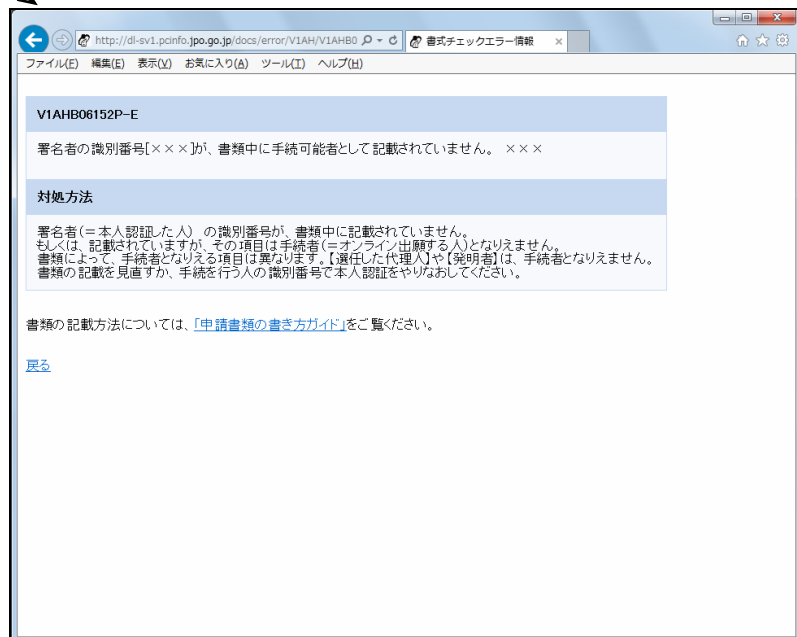 http://dl-sv1.pcinfo.jpo.go.jp/docs/error/V1AH/V1AHB0
書式チェックエラー情報
ファイル(F) 編集(E) 表示(V) お気に入り(A) ツール(T) ヘルプ(H)
V1AHB06152P-E
署名者の識別番号[×××]が、書類中に手続可能者として記載されていません。 ×××
対処方法
署名者(=本人認証した人) の識別番号が、書類中に記載されていません。
もしくは、記載されていますが、その項目は手続者(=オンライン出願する人)となりえません。
書類によって、手続者となりえる項目は異なります。【選任した代理人】や【発明者】は、手続者となりえません。
書類の記載を見直すか、手続を行う人の識別番号で本人認証をやりなおしてください。
書類の記載方法については、「申請書類の書き方ガイド」をご覧ください。
戻る